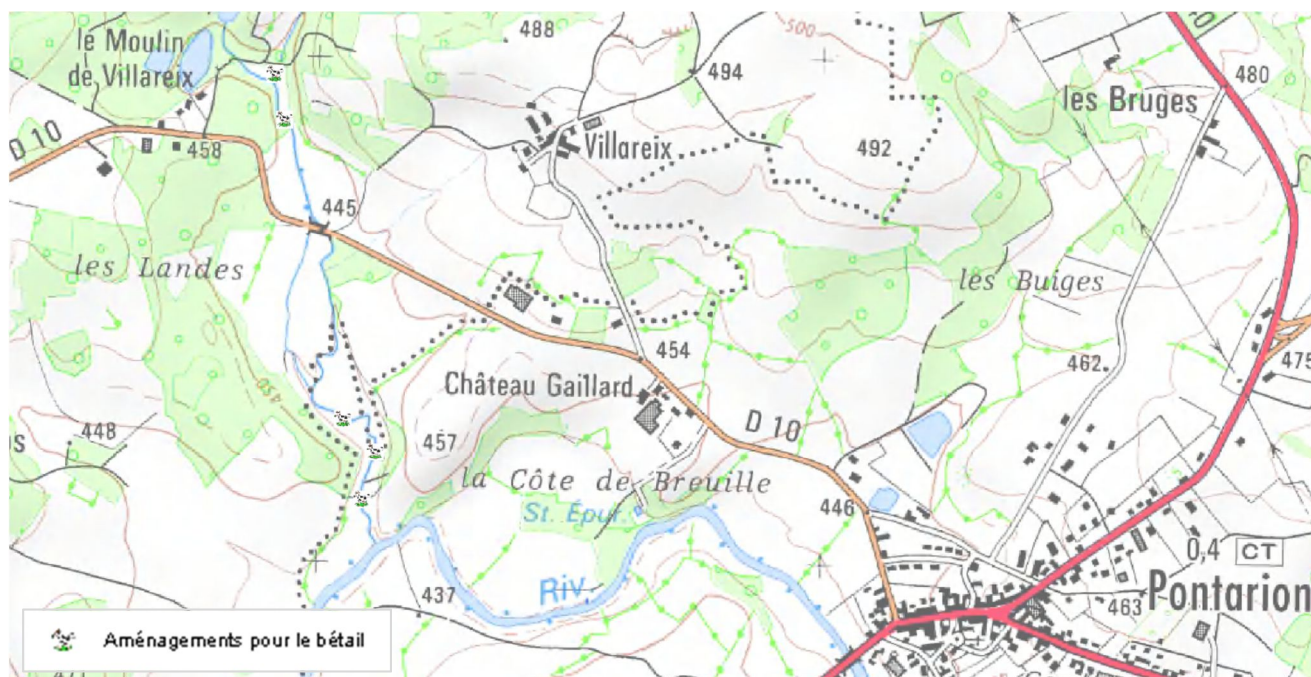 le Moulin
de Villareix
488
500
494
480
les Bruges
D 10
458
Villareix
492
445
les Landes
les Buiges
454
462
475
Château Gaillard
450
448
457
D 10
la Côte de Breuille
St. Épur.
446
0,4 CT
Riv.
437
463
Pontarion
Aménagements pour le bétail